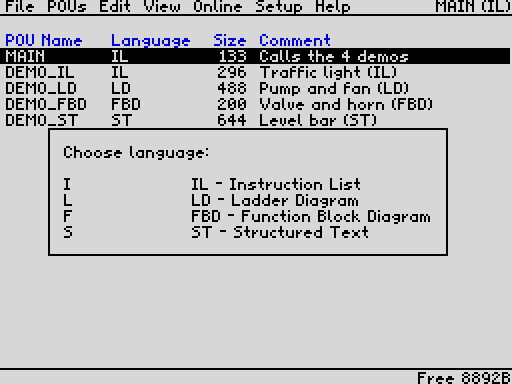 File POUs Edit View Online Setup Help MAIN (IL)
POU Name Language Size Comment
MAIN IL 133 Calls the 4 demos
DEMO_IL IL 296 Traffic light (IL)
DEMO_LD LD 488 Pump and fan (LD)
DEMO_FBD FBD 200 Valve and horn (FBD)
DEMO_ST ST 644 Level bar (ST)
Choose language:
I IL - Instruction List
L LD - Ladder Diagram
F FBD - Function Block Diagram
S ST - Structured Text
Free 8892B